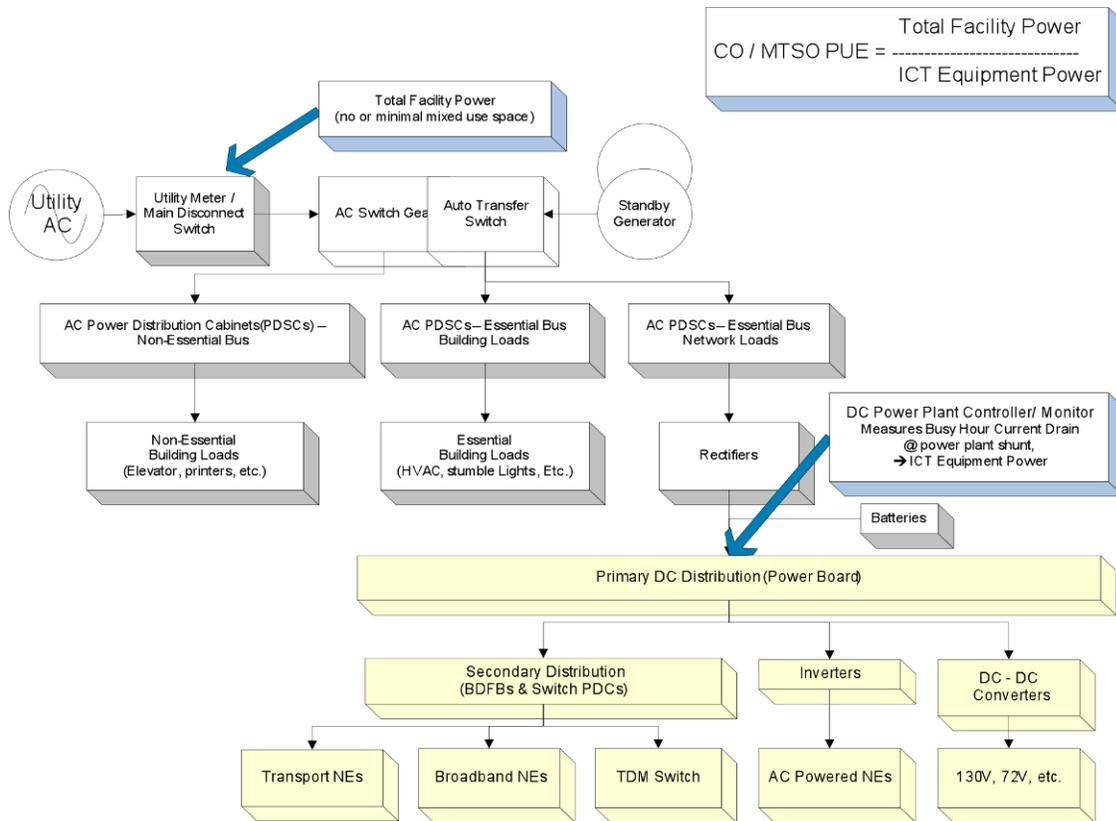 Total Facility Power
CO / MTSO PUE = -----------------------------
ICT Equipment Power
Total Facility Power
(no or minimal mixed use space)
Utility
AC
Utility Meter /
Main Disconnect
Switch
AC Switch Gea
Auto Transfer
Switch
Standby
Generator
AC Power Distribution Cabinets(PDSCs) –
Non-Essential Bus
AC PDSCs – Essential Bus
Building Loads
AC PDSCs – Essential Bus
Network Loads
Non-Essential
Building Loads
(Elevator, printers, etc.)
Essential
Building Loads
(HVAC, stumble Lights, Etc.)
Rectifiers
DC Power Plant Controller/ Monitor
Measures Busy Hour Current Drain
@ power plant shunt,
➔ ICT Equipment Power
Batteries
Primary DC Distribution (Power Board)
Secondary Distribution
(BDFBs & Switch PDCs)
Inverters
DC - DC
Converters
Transport NEs
Broadband NEs
TDM Switch
AC Powered NEs
130V, 72V, etc.